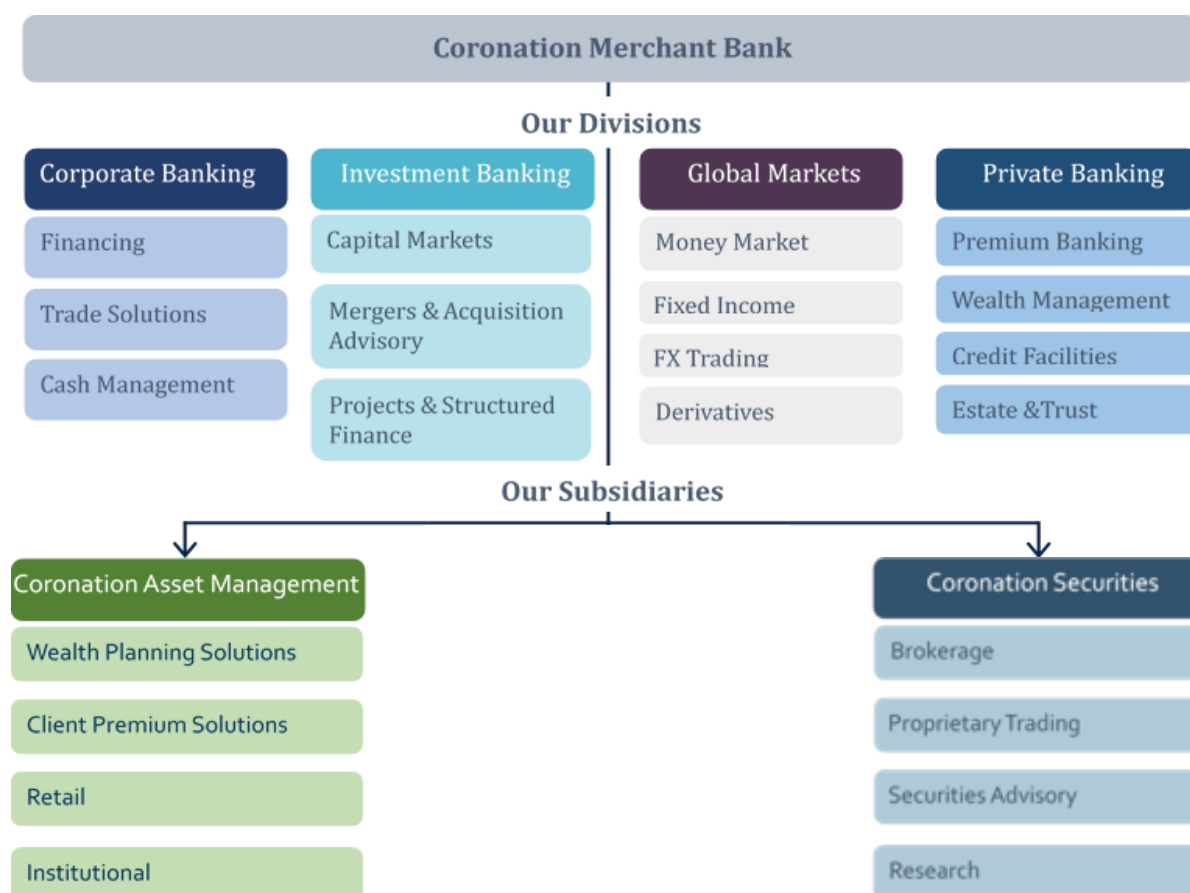 Coronation Merchant Bank
Our Divisions
Corporate Banking
Financing
Trade Solutions
Cash Management
Investment Banking
Capital Markets
Mergers & Acquisition
Advisory
Projects & Structured
Finance
Global Markets
Money Market
Fixed Income
FX Trading
Derivatives
Private Banking
Premium Banking
Wealth Management
Credit Facilities
Estate &Trust
Our Subsidiaries
Coronation Asset Management
Wealth Planning Solutions
Client Premium Solutions
Retail
Institutional
Coronation Securities
Brokerage
Proprietary Trading
Securities Advisory
Research